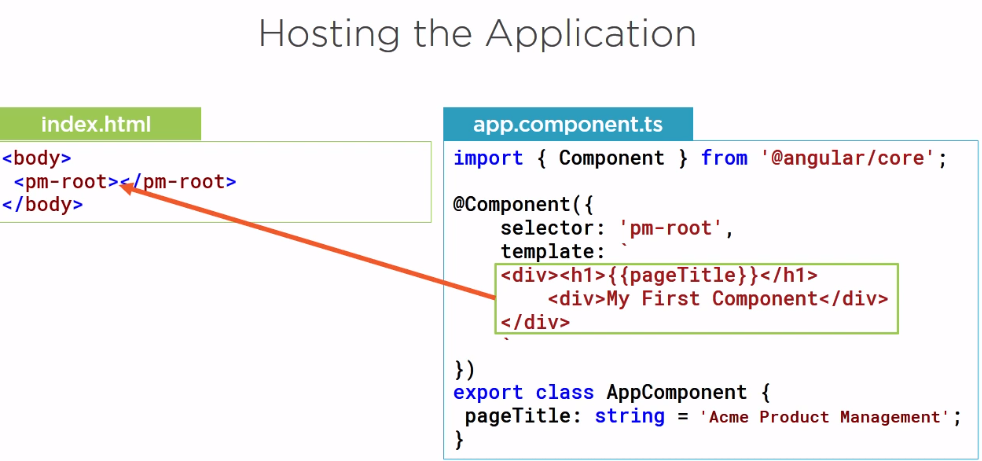 Hosting the Application
index.html
<body>
<pm-root></pm-root>
</body>
app.component.ts
import { Component } from '@angular/core';
@Component({
selector: 'pm-root',
template: `
<div><h1>{{pageTitle}}</h1>
<div>My First Component</div>
</div>
`
})
export class AppComponent {
pageTitle: string = 'Acme Product Management';
}